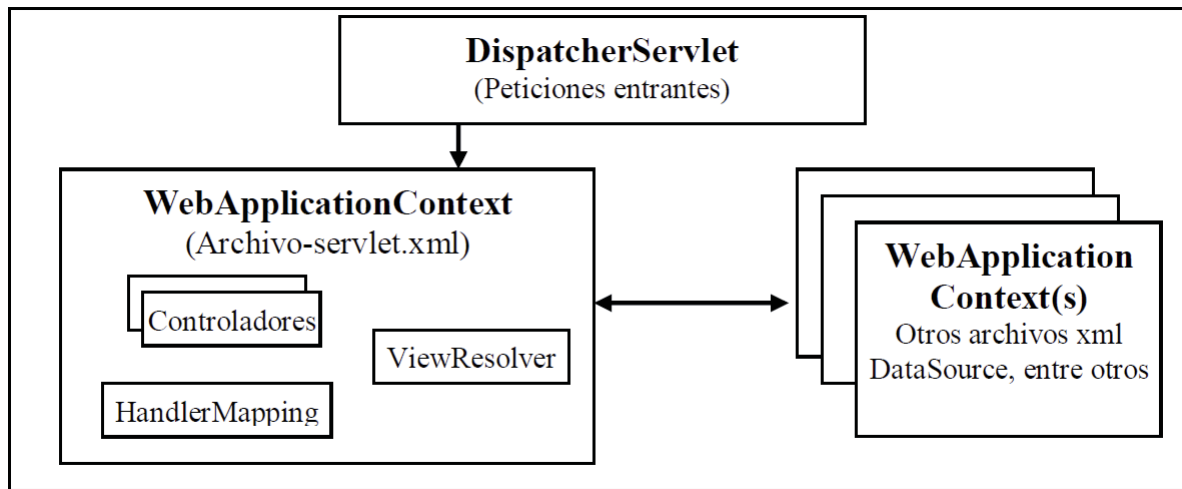 DispatcherServlet
(Peticiones entrantes)
WebApplicationContext
(Archivo-servlet.xml)
Controladores
ViewResolver
HandlerMapping
WebApplication
Context(s)
Otros archivos xml
DataSource, entre otros